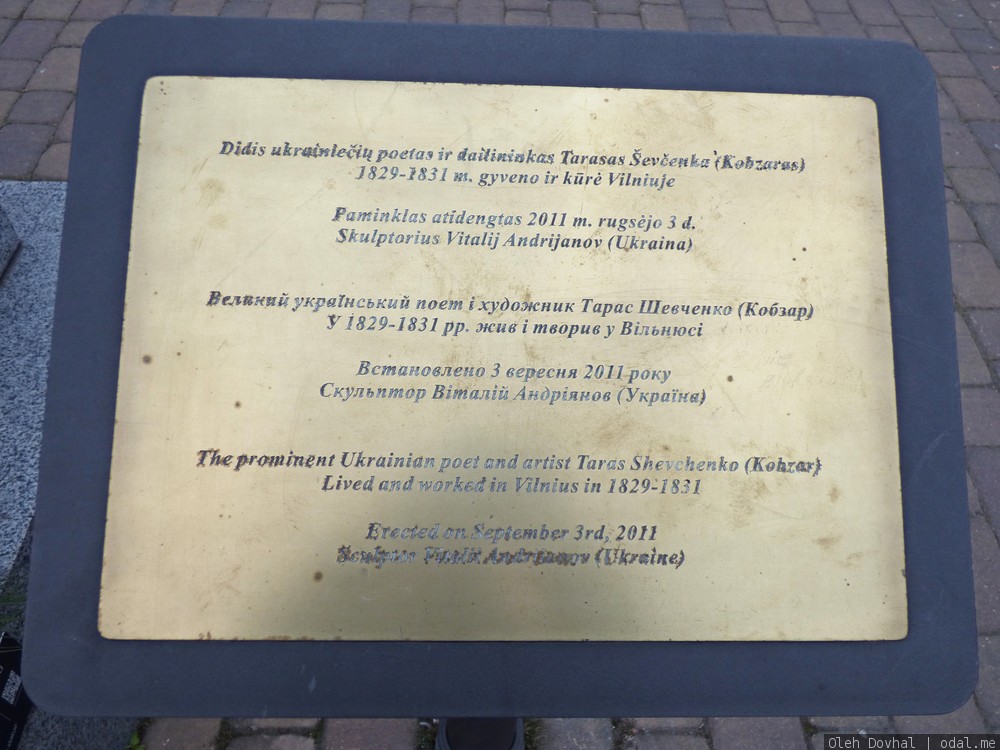 Didis ukrainiečių poetas ir dailininkas Tarasas Ševčenka (Kobzaras)
1829-1831 m. gyveno ir kūrė Vilniuje
Paminklas atidengtas 2011 m. rugsėjo 3 d.
Skulptorius Vitalij Andrijanov (Ukraina)
Великий український поет і художник Тарас Шевченко (Кобзар)
У 1829-1831 рр. жив і творив у Вільнюсі
Встановлено 3 вересня 2011 року
Скульптор Віталій Андріянов (Україна)
The prominent Ukrainian poet and artist Taras Shevchenko (Kobzar)
Lived and worked in Vilnius in 1829-1831
Erected on September 3rd, 2011
Sculptor Vitalii Andrijanov (Ukraine)
Oleh Dovhal | odal.me